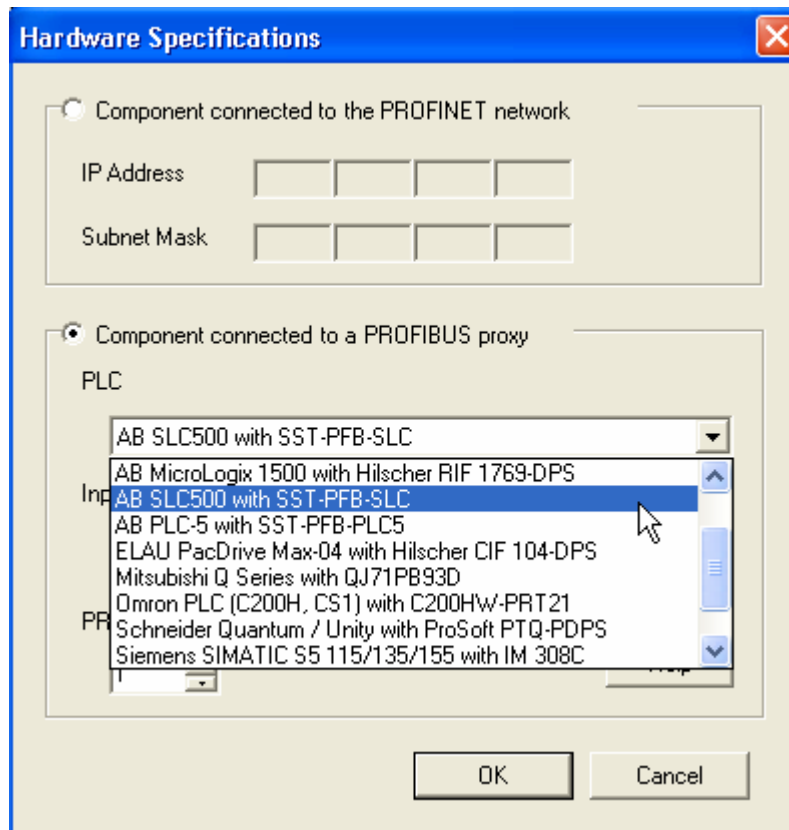 Hardware Specifications
Component connected to the PROFINET network
IP Address
Subnet Mask
Component connected to a PROFIBUS proxy
PLC
AB SLC500 with SST-PFB-SLC
AB MicroLogix 1500 with Hilscher RIF 1769-DPS
AB SLC500 with SST-PFB-SLC
AB PLC-5 with SST-PFB-PLC5
ELAU PacDrive Max-04 with Hilscher CIF 104-DPS
Mitsubishi Q Series with QJ71PB93D
Omron PLC (C200H, CS1) with C200HW-PRT21
Schneider Quantum / Unity with ProSoft PTQ-PDPS
Siemens SIMATIC S5 115/135/155 with IM 308C
OK
Cancel